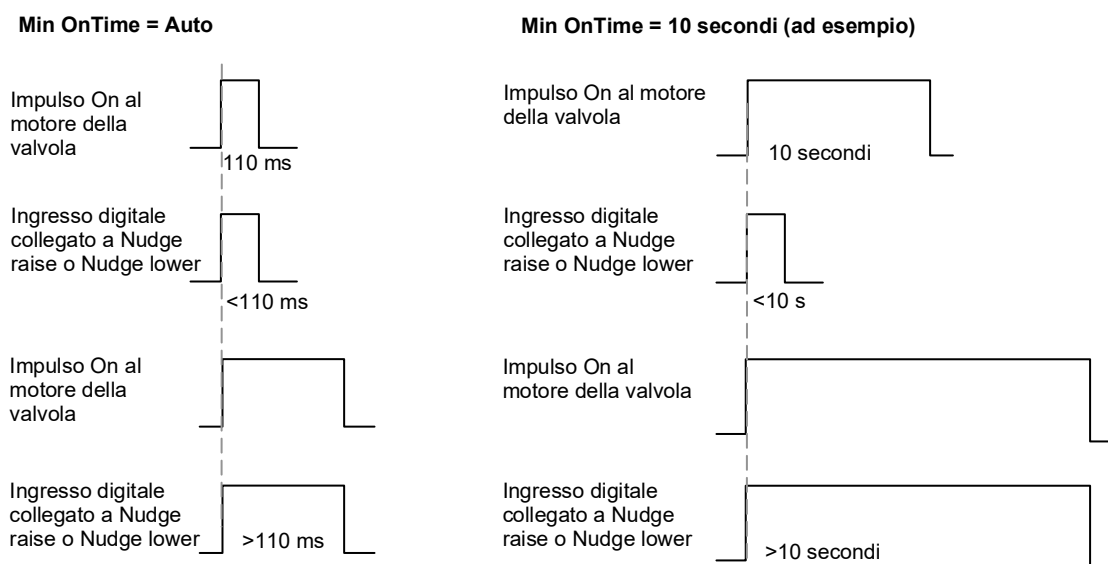 Min OnTime = Auto
Impulso On al
motore della
valvola
110 ms
Ingresso digitale
collegato a Nudge
raise o Nudge lower
<110 ms
Impulso On al
motore della
valvola
Ingresso digitale
collegato a Nudge
raise o Nudge lower
>110 ms
Min OnTime = 10 secondi (ad esempio)
Impulso On al motore
della valvola
10 secondi
Ingresso digitale
collegato a Nudge
raise o Nudge lower
<10 s
Impulso On al
motore della valvola
Ingresso digitale
collegato a Nudge
raise o Nudge lower
>10 secondi